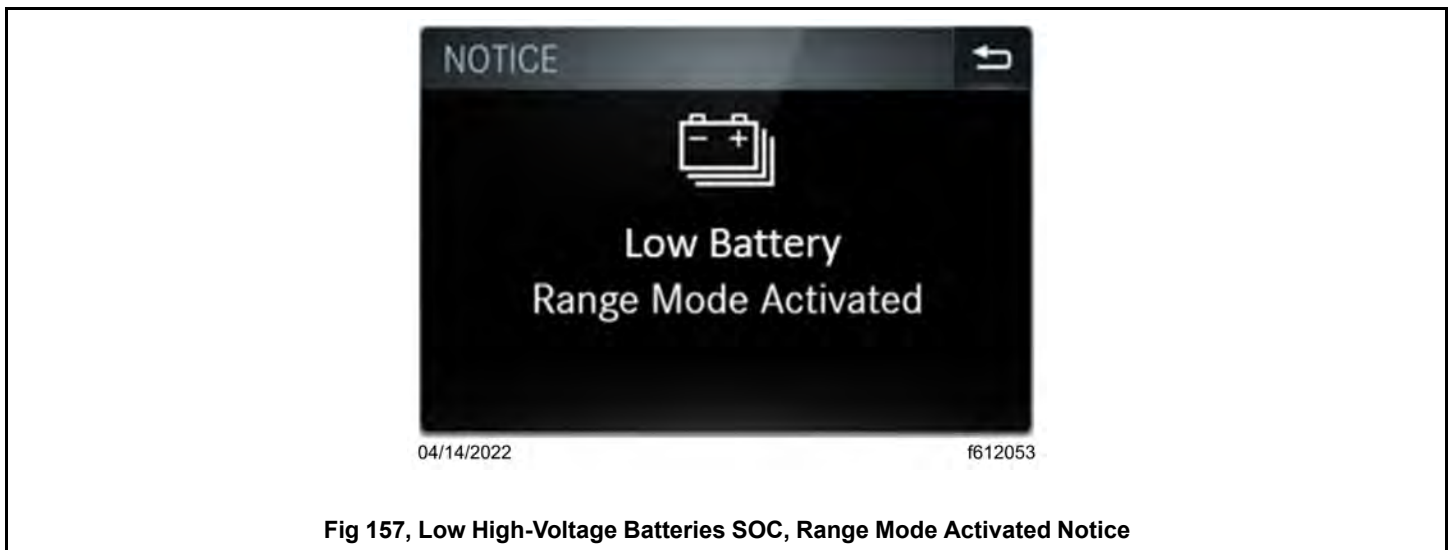 NOTICE
Low Battery
Range Mode Activated
04/14/2022
f612053
Fig 157, Low High-Voltage Batteries SOC, Range Mode Activated Notice